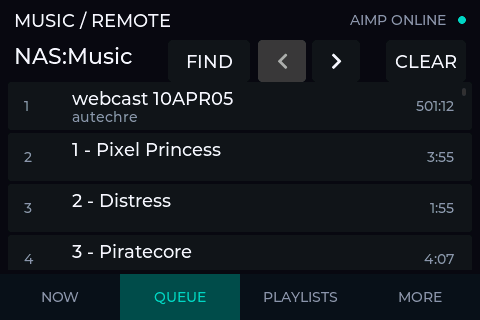 MUSIC / REMOTE
AIMP ONLINE
NAS:Music
FIND
<
>
CLEAR
1
webcast 10APR05
autechre
501:12
2
1 - Pixel Princess
3:55
3
2 - Distress
1:55
4
3 - Piratecore
4:07
NOW
QUEUE
PLAYLISTS
MORE